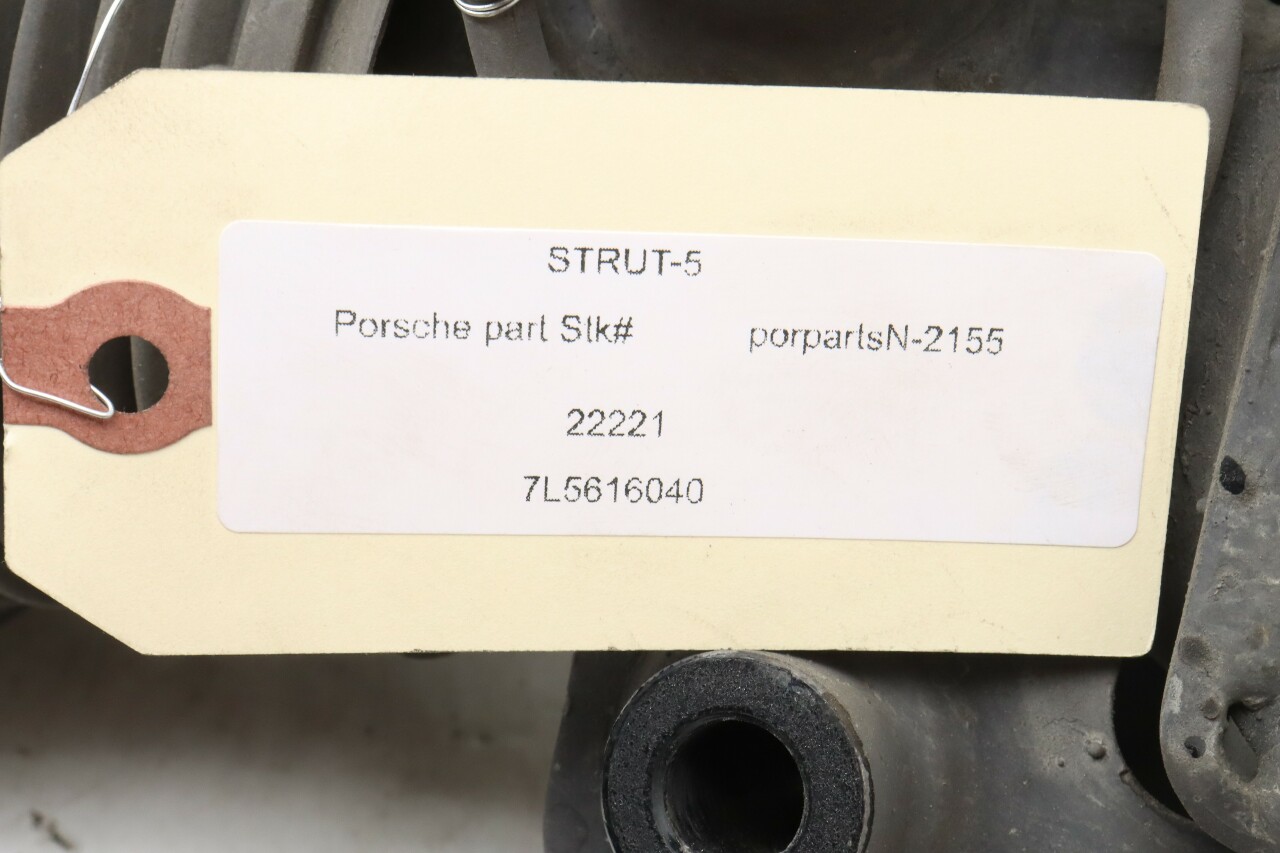 STRUT-5
Porsche part Stk# porpartsN-2155
22221
7L5616040